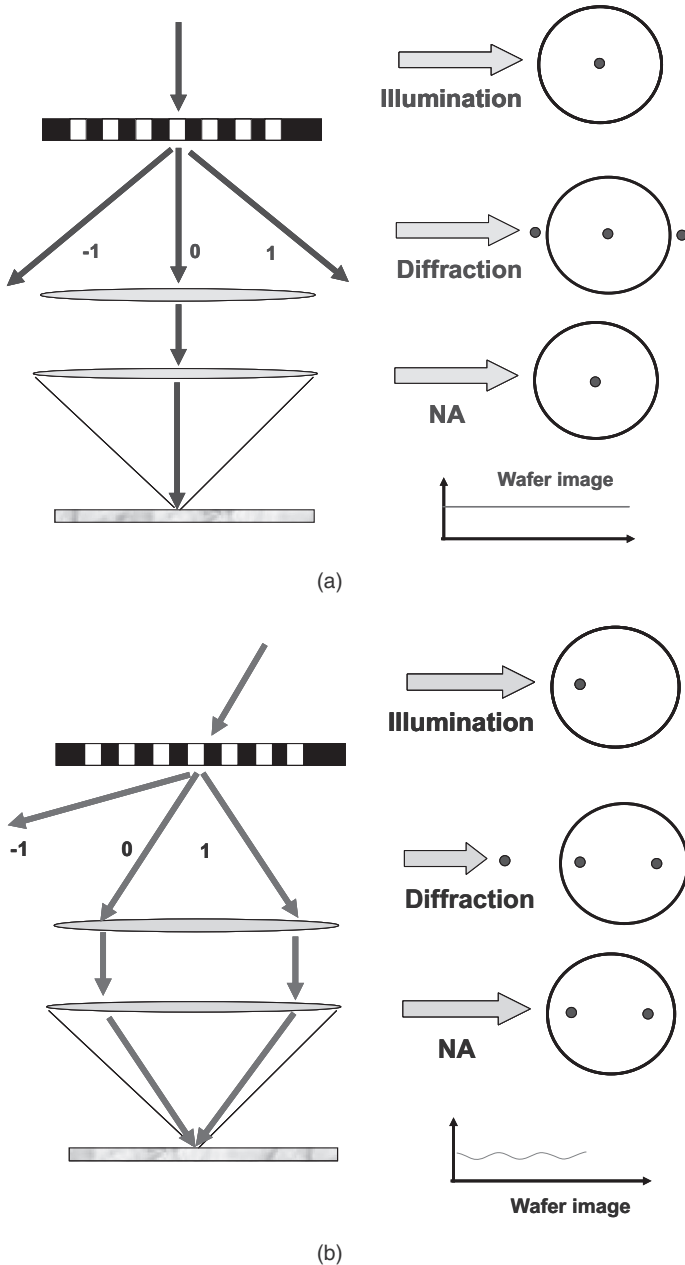 Illumination
-1
0
1
Diffraction
NA
Wafer image
(a)
Illumination
-1
0
1
Diffraction
NA
Wafer image
(b)